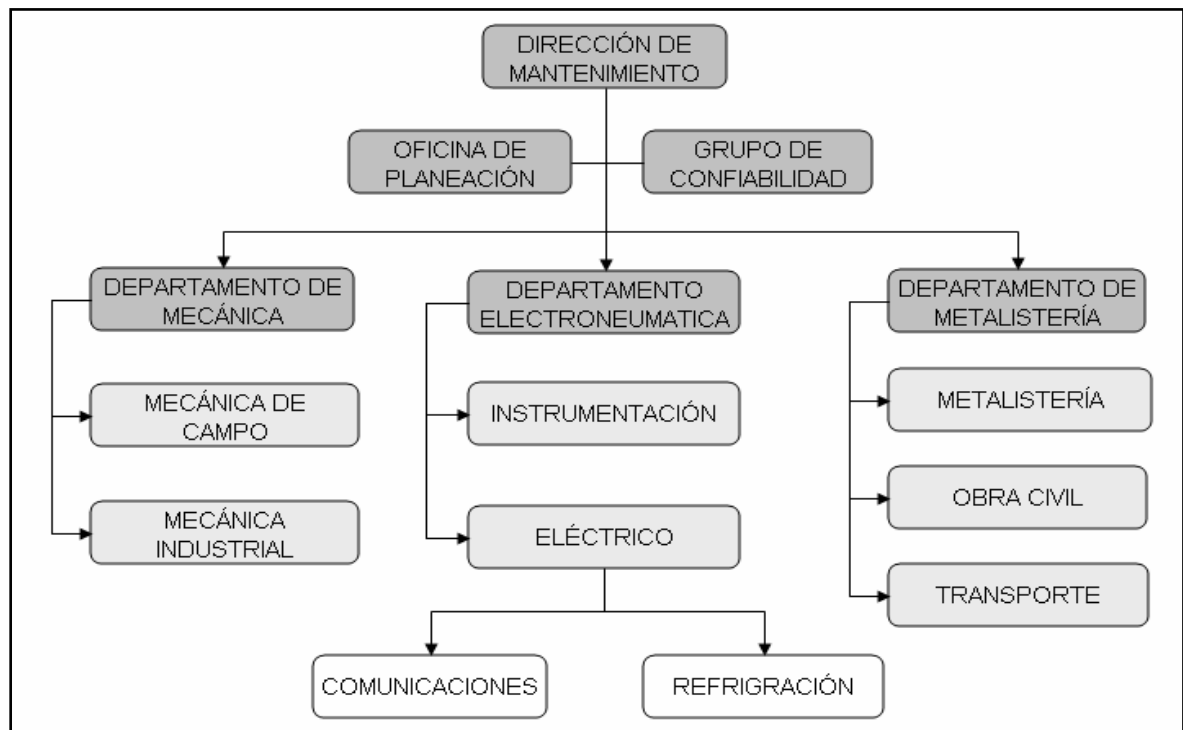 DIRECCIÓN DE
MANTENIMIENTO
OFICINA DE
PLANEACIÓN
GRUPO DE
CONFIABILIDAD
DEPARTAMENTO DE
MECÁNICA
DEPARTAMENTO
ELECTRONEUMATICA
DEPARTAMENTO DE
METALISTERÍA
MECÁNICA DE
CAMPO
INSTRUMENTACIÓN
METALISTERÍA
MECÁNICA
INDUSTRIAL
ELÉCTRICO
OBRA CIVIL
TRANSPORTE
COMUNICACIONES
REFRIGRACIÓN